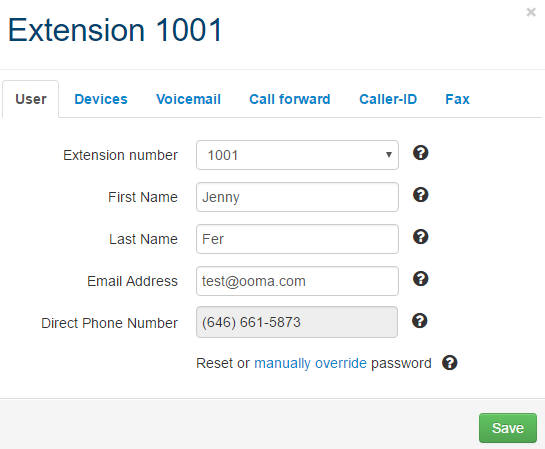 ×
Extension 1001
User Devices Voicemail Call forward Caller-ID Fax
Extension number 1001 ▼ ?
First Name Jenny ?
Last Name Fer ?
Email Address test@ooma.com ?
Direct Phone Number (646) 661-5873 ?
Reset or manually override password ?
Save